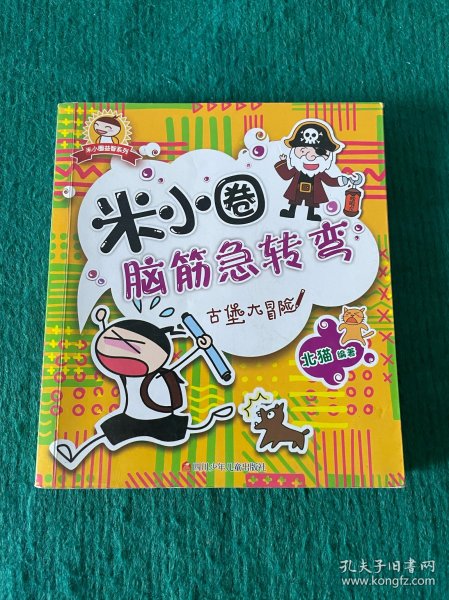 米小圈益智系列
米小圈
脑筋急转弯
古堡大冒险
北猫 编著
四川少年儿童出版社
孔夫子旧书网
www.kongfz.com